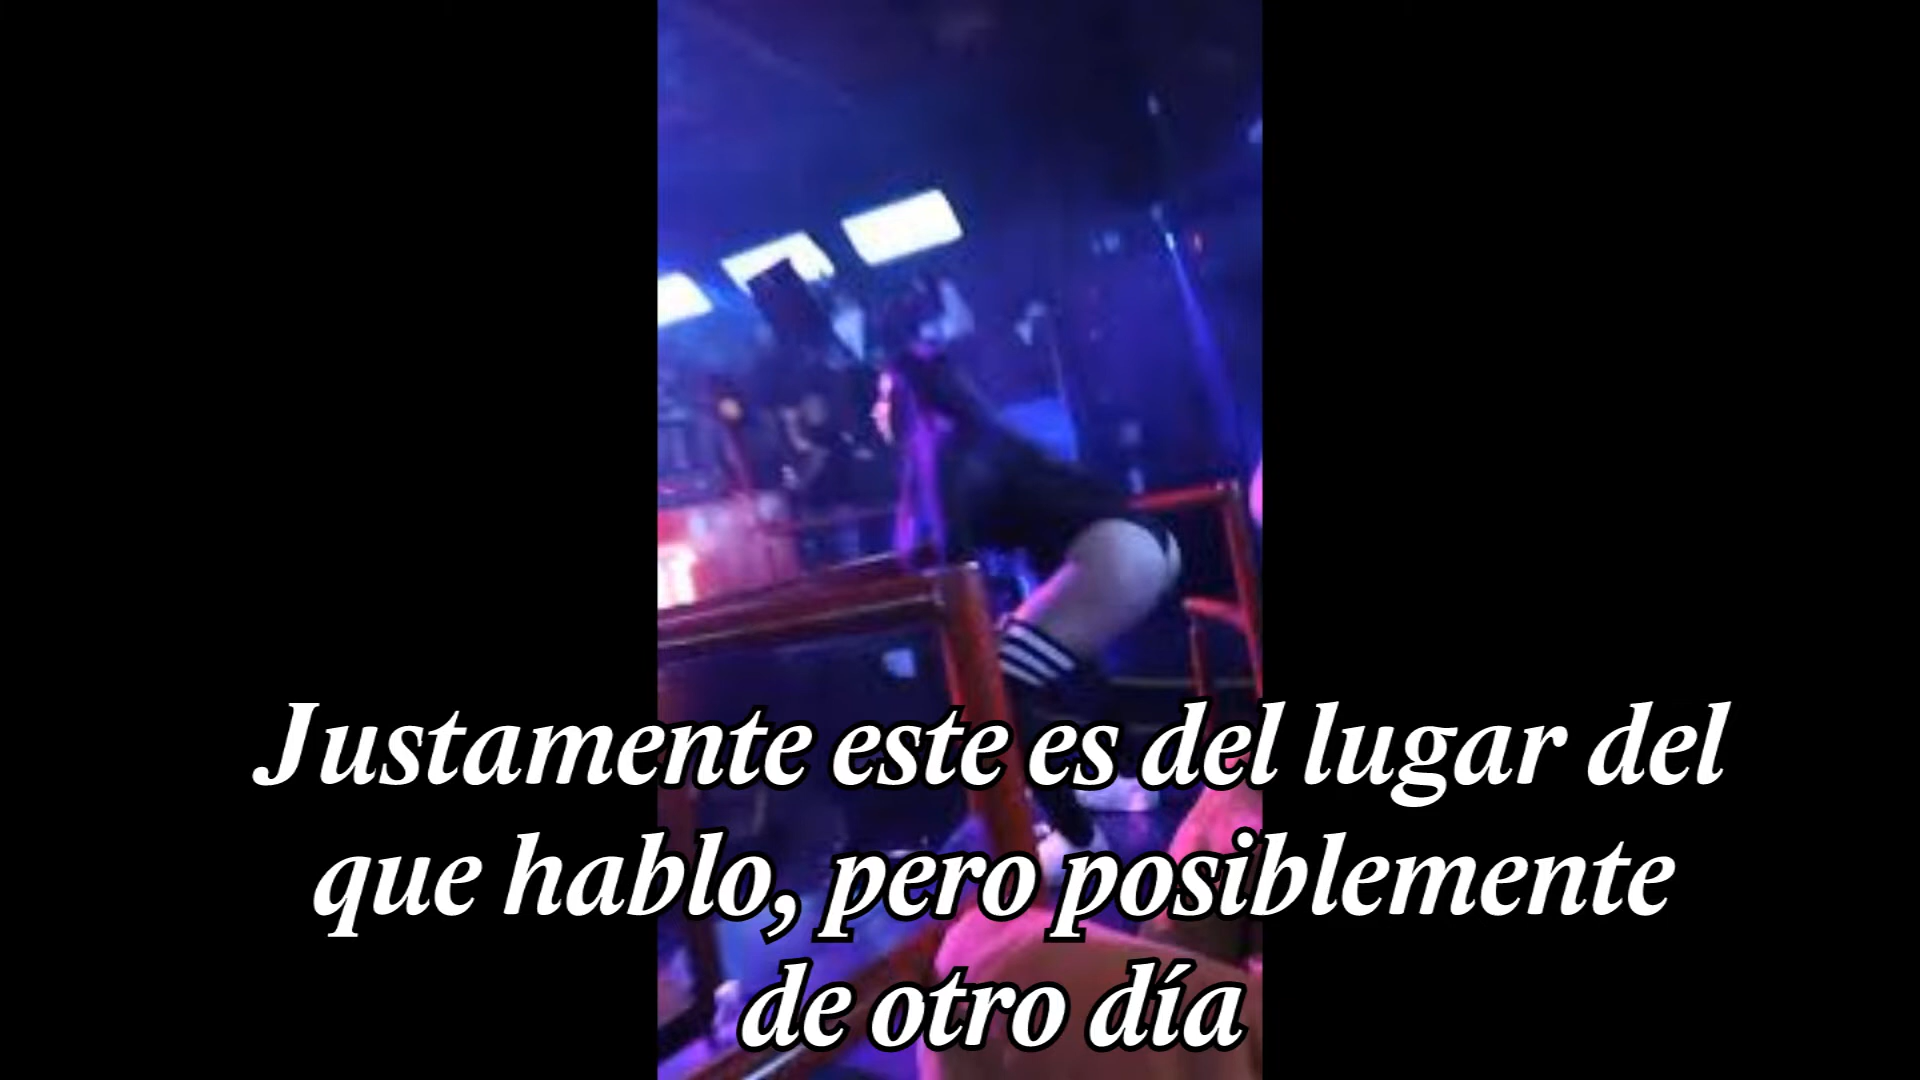 Justamente este es del lugar del
que hablo, pero posiblemente
de otro día